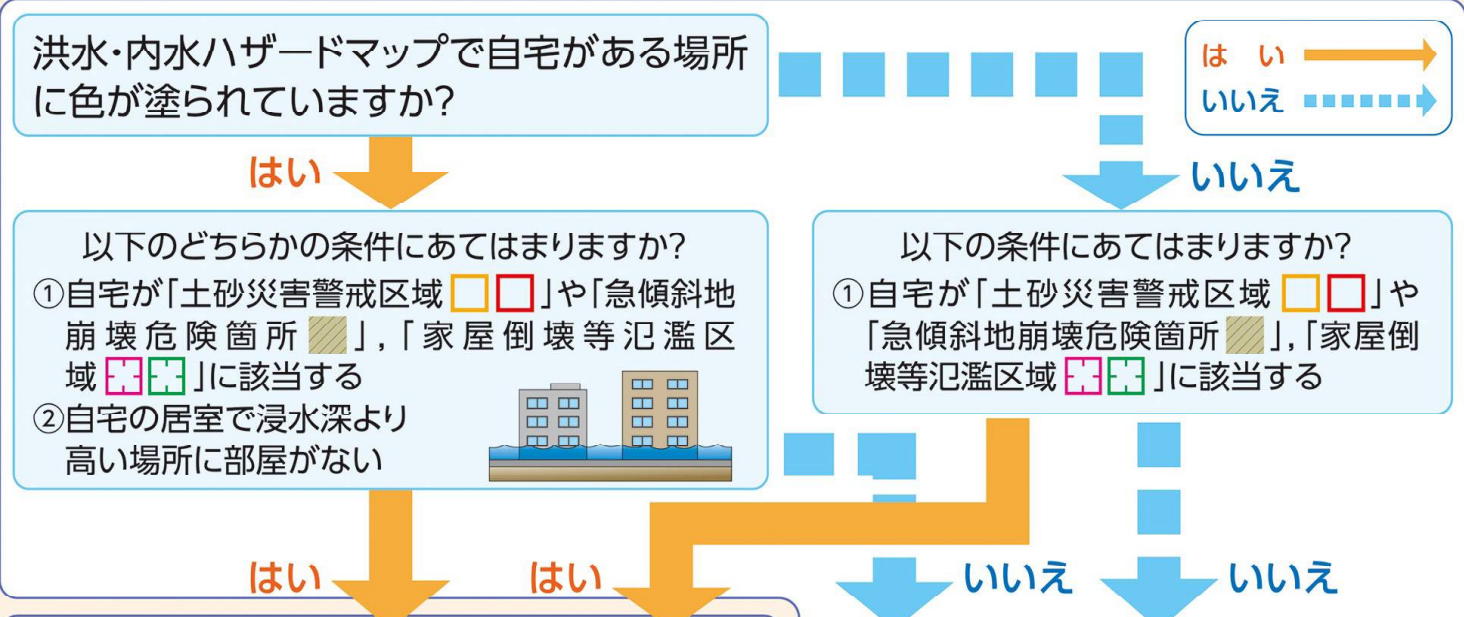 洪水・内水ハザードマップで自宅がある場所
に色が塗られていますか?
は い
いいえ
はい
いいえ
以下のどちらかの条件にあてはまりますか?
①自宅が「土砂災害警戒区域 」や「急傾斜地
崩壊危険箇所 」,「家屋倒壊等氾濫区
域 」に該当する
②自宅の居室で浸水深より
高い場所に部屋がない
以下の条件にあてはまりますか?
①自宅が「土砂災害警戒区域 」や
「急傾斜地崩壊危険箇所 」,「家屋倒
壊等氾濫区域 」に該当する
はい
はい
いいえ
いいえ